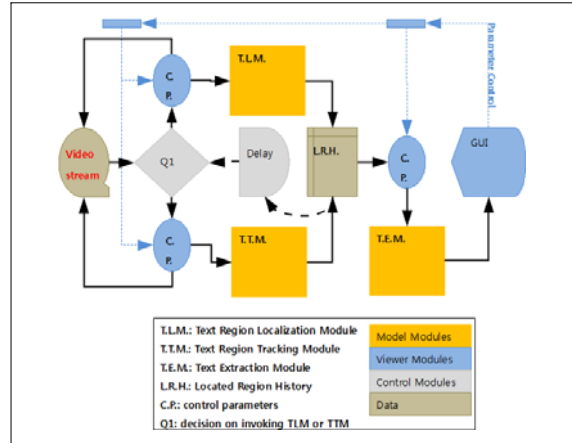 Parameter Control
C.
P.
T.L.M.
Video
stream
Q1
Delay
L.R.H.
C.
P.
GUI
C.
P.
T.T.M.
T.E.M.
T.L.M.: Text Region Localization Module
T.T.M.: Text Region Tracking Module
T.E.M.: Text Extraction Module
L.R.H.: Located Region History
C.P.: control parameters
Q1: decision on invoking TLM or TTM
Model Modules
Viewer Modules
Control Modules
Data